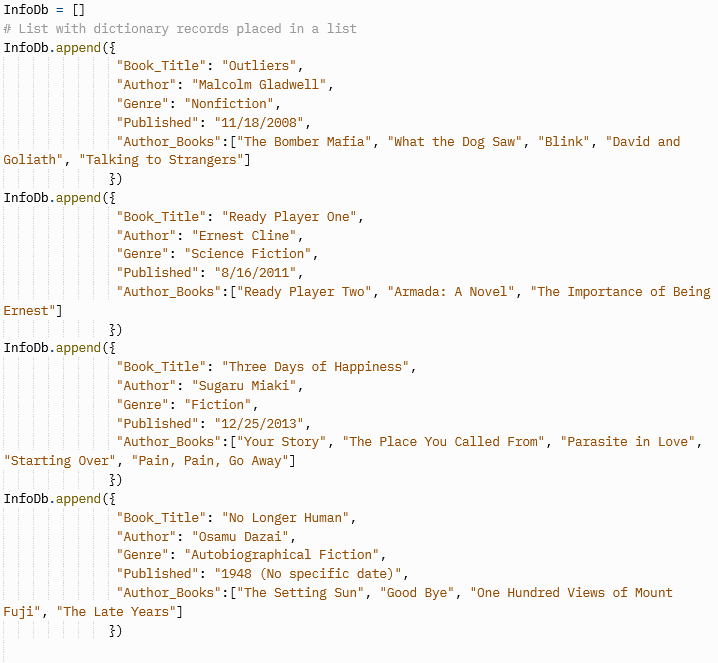 InfoDb = []
# List with dictionary records placed in a list
InfoDb.append({
"Book_Title": "Outliers",
"Author": "Malcolm Gladwell",
"Genre": "Nonfiction",
"Published": "11/18/2008",
"Author_Books":["The Bomber Mafia", "What the Dog Saw", "Blink", "David and
Goliath", "Talking to Strangers"]
})
InfoDb.append({
"Book_Title": "Ready Player One",
"Author": "Ernest Cline",
"Genre": "Science Fiction",
"Published": "8/16/2011",
"Author_Books":["Ready Player Two", "Armada: A Novel", "The Importance of Being
Ernest"]
})
InfoDb.append({
"Book_Title": "Three Days of Happiness",
"Author": "Sugaru Miaki",
"Genre": "Fiction",
"Published": "12/25/2013",
"Author_Books":["Your Story", "The Place You Called From", "Parasite in Love",
"Starting Over", "Pain, Pain, Go Away"]
})
InfoDb.append({
"Book_Title": "No Longer Human",
"Author": "Osamu Dazai",
"Genre": "Autobiographical Fiction",
"Published": "1948 (No specific date)",
"Author_Books":["The Setting Sun", "Good Bye", "One Hundred Views of Mount
Fuji", "The Late Years"]
})